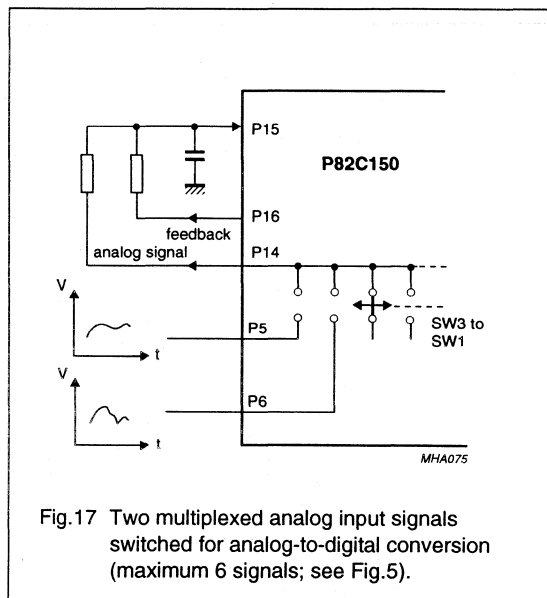 P15
P82C150
P16
feedback
analog signal
P14
SW3 to
SW1
V
P5
t
V
P6
t
MHA075
Fig.17 Two multiplexed analog input signals
switched for analog-to-digital conversion
(maximum 6 signals; see Fig.5).